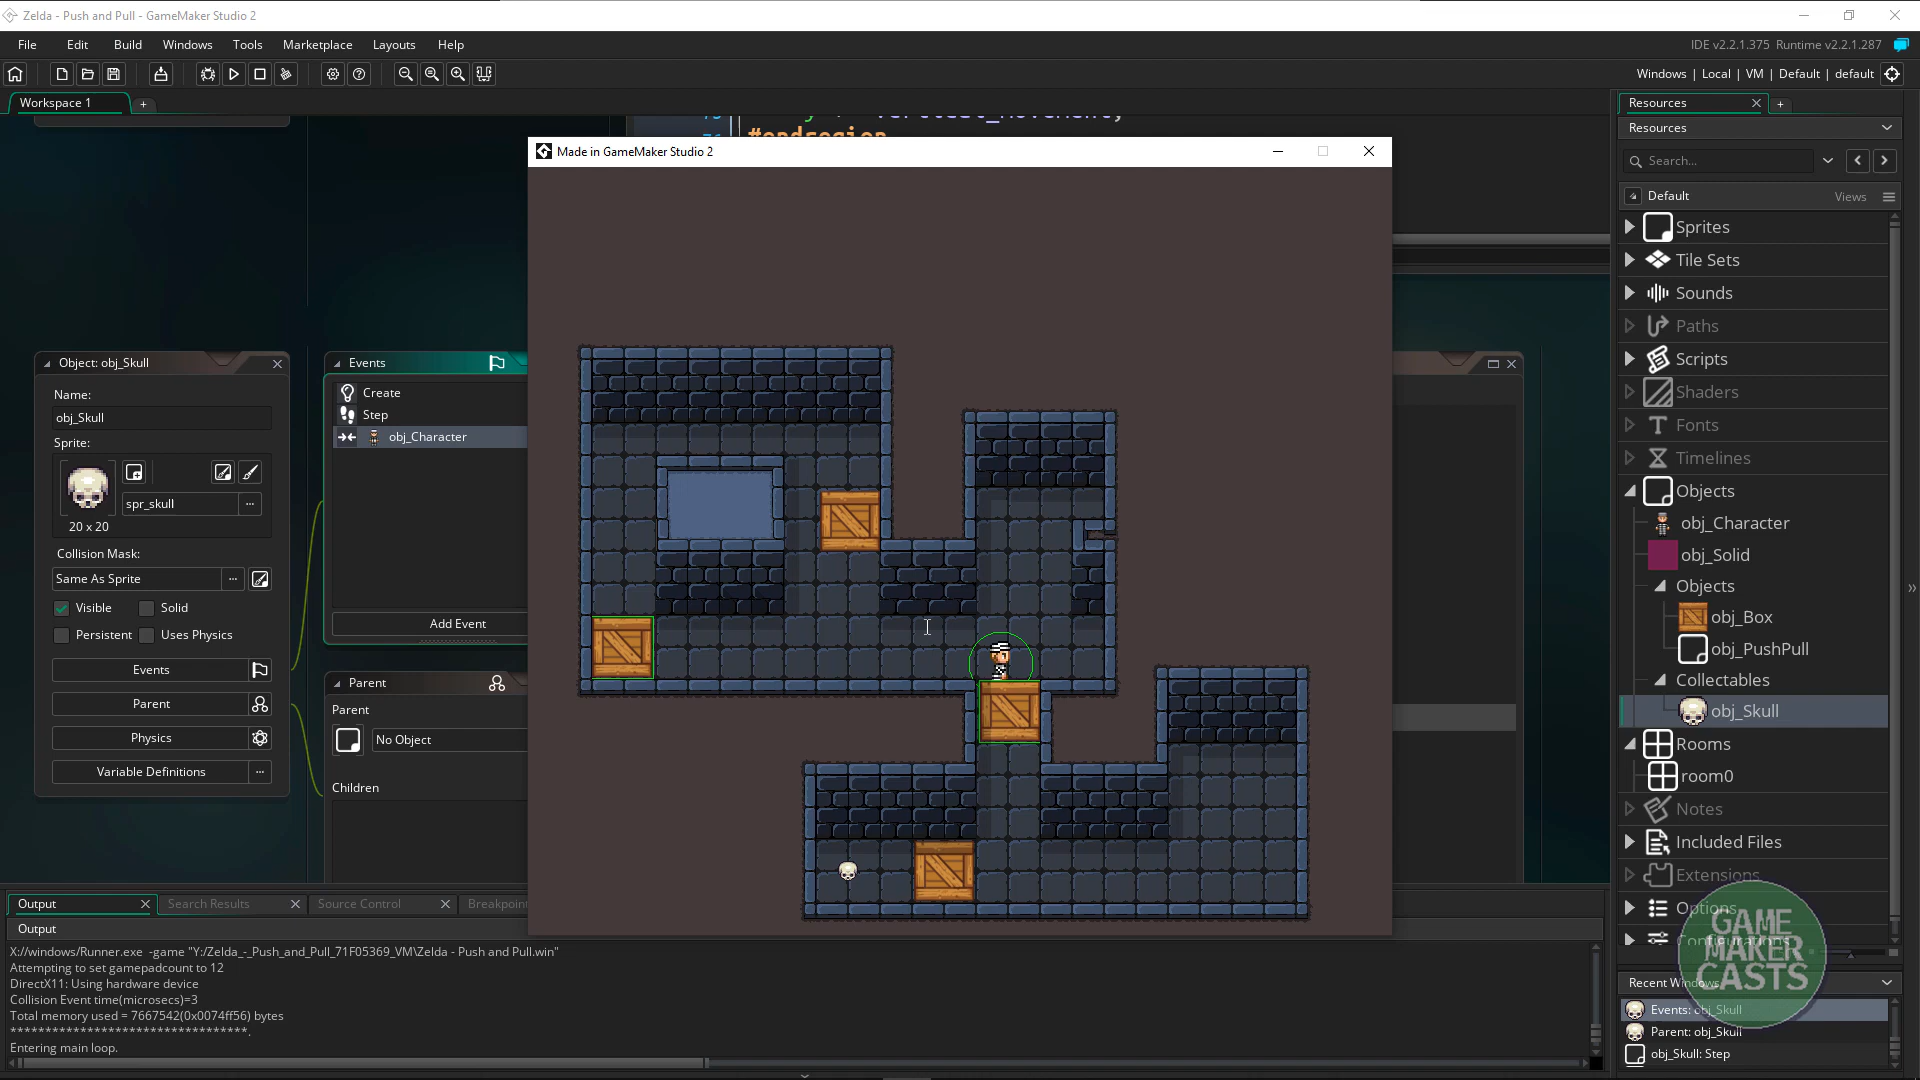 Zelda - Push and Pull - GameMaker Studio 2
File Edit Build Windows Tools Marketplace Layouts Help
IDE v2.2.1.375 Runtime v2.2.1.287
Windows | Local | VM | Default | default
Workspace 1
+
Resources
+
Resources
#endregion
Made in GameMaker Studio 2
Search...
Default
Views
Sprites
Tile Sets
Sounds
Paths
Scripts
Shaders
Fonts
Timelines
Objects
obj_Character
obj_Solid
Objects
obj_Box
obj_PushPull
Collectables
obj_Skull
Rooms
room0
Notes
Included Files
Extensions
Options
Configurations
Recent Windows
Events: obj_Skull
Parent: obj_Skull
obj_Skull: Step
GAME
MAKER
CASTS
Object: obj_Skull
Name:
obj_Skull
Sprite:
spr_skull
...
20 x 20
Collision Mask:
Same As Sprite
...
Visible
Solid
Persistent
Uses Physics
Events
Parent
Physics
Variable Definitions
...
Events
Create
Step
obj_Character
Add Event
Parent
Parent
No Object
Children
Output
Search Results
Source Control
Breakpoin
Output
X://windows/Runner.exe -game "Y:/Zelda_-_Push_and_Pull_71F05369_VM\Zelda - Push and Pull.win"
Attempting to set gamepadcount to 12
DirectX11: Using hardware device
Collision Event time(microsecs)=3
Total memory used = 7667542(0x0074ff56) bytes
**********************************.
Entering main loop.